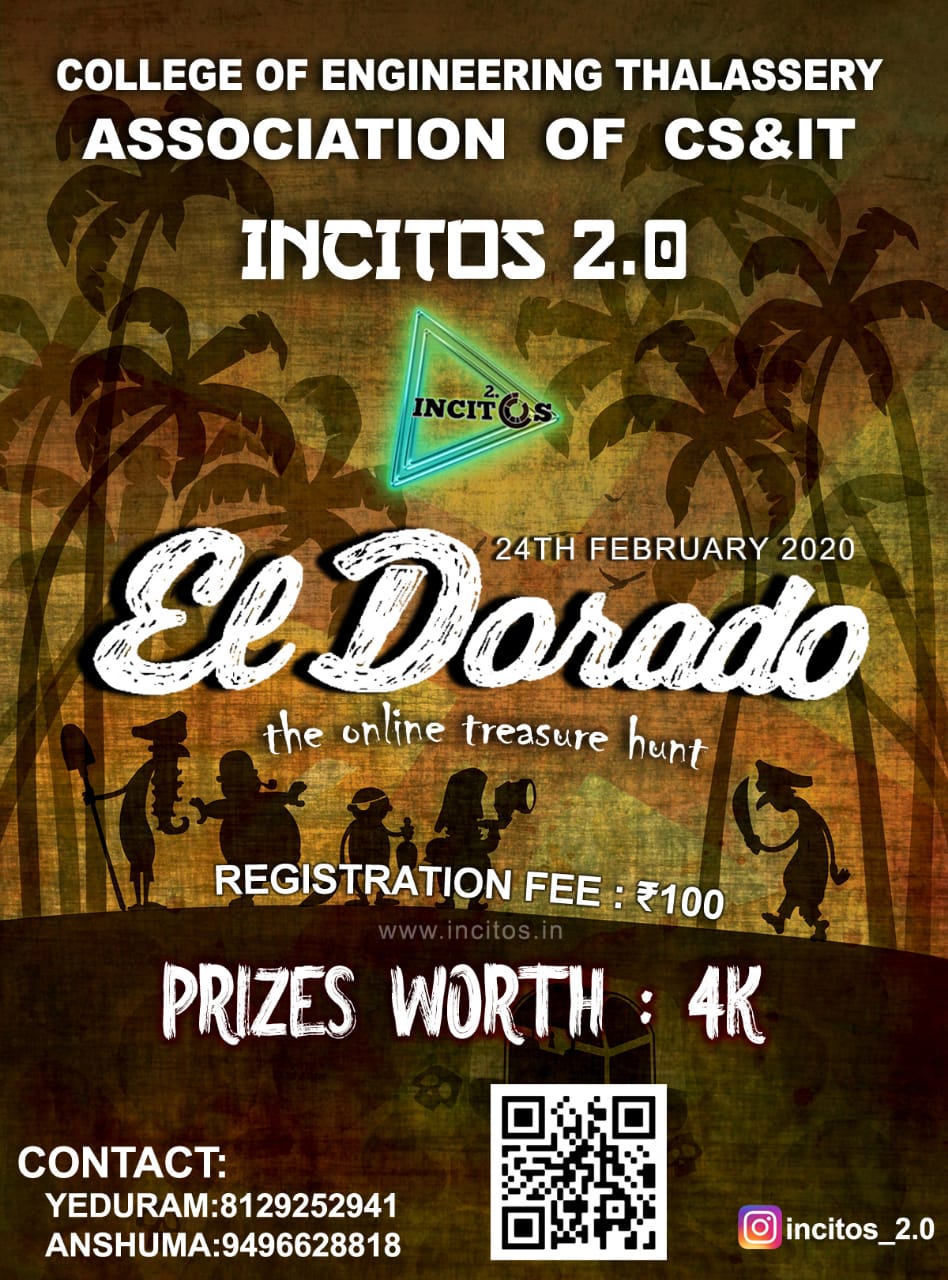 COLLEGE OF ENGINEERING THALASSERY
ASSOCIATION OF CS&IT
INCITOS 2.0
2.
INCITOS
24TH FEBRUARY 2020
El Dorado
the online treasure hunt
REGISTRATION FEE : ₹100
www.incitos.in
PRIZES WORTH : 4K
CONTACT:
YEDURAM:8129252941
ANSHUMA:9496628818
incitos_2.0